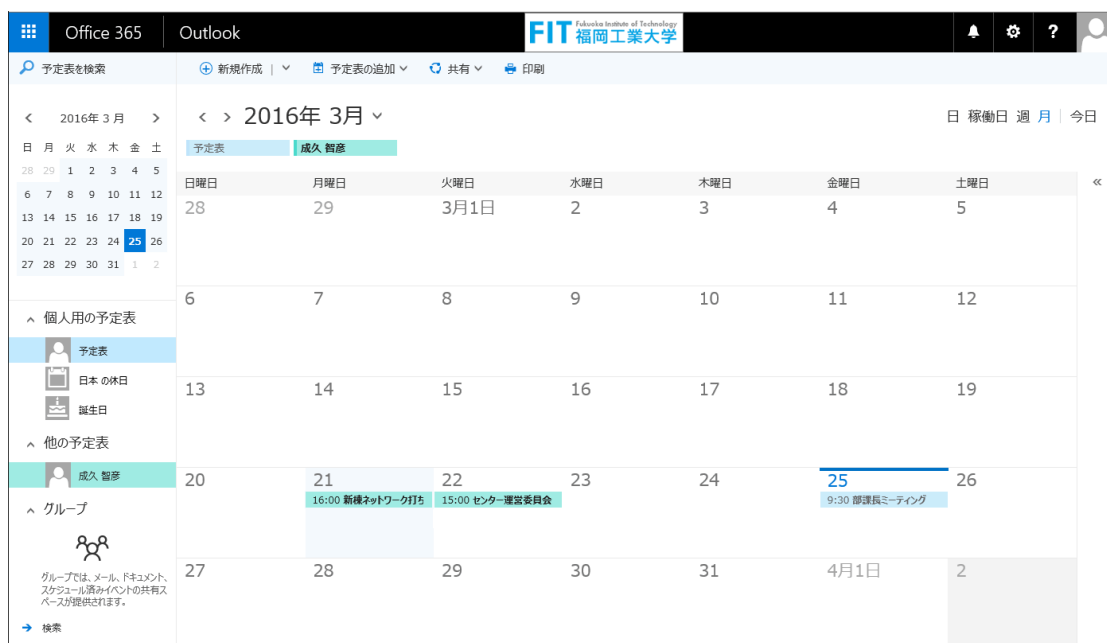 Office 365 Outlook FIT Fukuoka Institute of Technology 福岡工業大学 ?
予定表を検索 新規作成 | 予定表の追加 共有 印刷
< 2016年 3 月 >
日 月 火 水 木 金 土
28 29 1 2 3 4 5
6 7 8 9 10 11 12
13 14 15 16 17 18 19
20 21 22 23 24 25 26
27 28 29 30 31 1 2
個人用の予定表
予定表
日本 の休日
誕生日
他の予定表
成久 智彦
グループ
グループでは、メール、ドキュメント、
スケジュール済みイベントの共有ス
ペースが提供されます。
検索
< > 2016年 3月 日 稼働日 週 月 今日
予定表 成久 智彦
日曜日 月曜日 火曜日 水曜日 木曜日 金曜日 土曜日 «
28 29 3月1日 2 3 4 5
6 7 8 9 10 11 12
13 14 15 16 17 18 19
20 21 22 23 24 25 26
16:00 新棟ネットワーク打ち 15:00 センター運営委員会 9:30 部課長ミーティング
27 28 29 30 31 4月1日 2